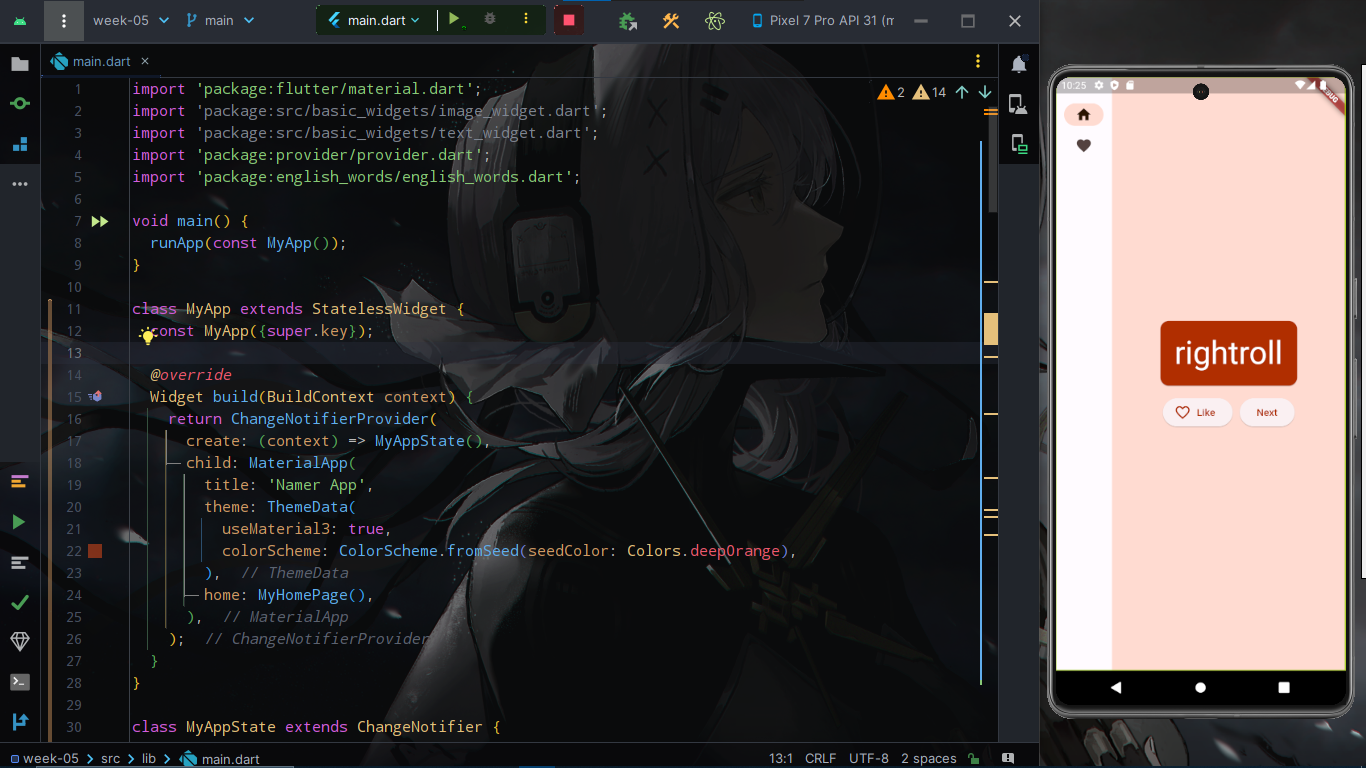 week-05 main main.dart Pixel 7 Pro API 31 (m
main.dart
2 14
1 import 'package:flutter/material.dart';
2 import 'package:src/basic_widgets/image_widget.dart';
3 import 'package:src/basic_widgets/text_widget.dart';
4 import 'package:provider/provider.dart';
5 import 'package:english_words/english_words.dart';
6
7 void main() {
8 runApp(const MyApp());
9 }
10
11 class MyApp extends StatelessWidget {
12 const MyApp({super.key});
13
14 @override
15 Widget build(BuildContext context) {
16 return ChangeNotifierProvider(
17 create: (context) => MyAppState(),
18 child: MaterialApp(
19 title: 'Namer App',
20 theme: ThemeData(
21 useMaterial3: true,
22 colorScheme: ColorScheme.fromSeed(seedColor: Colors.deepOrange),
23 ), // ThemeData
24 home: MyHomePage(),
25 ), // MaterialApp
26 ); // ChangeNotifierProvider
27 }
28 }
29
30 class MyAppState extends ChangeNotifier {
week-05 src lib main.dart 13:1 CRLF UTF-8 2 spaces
10:25
rightroll
Like Next